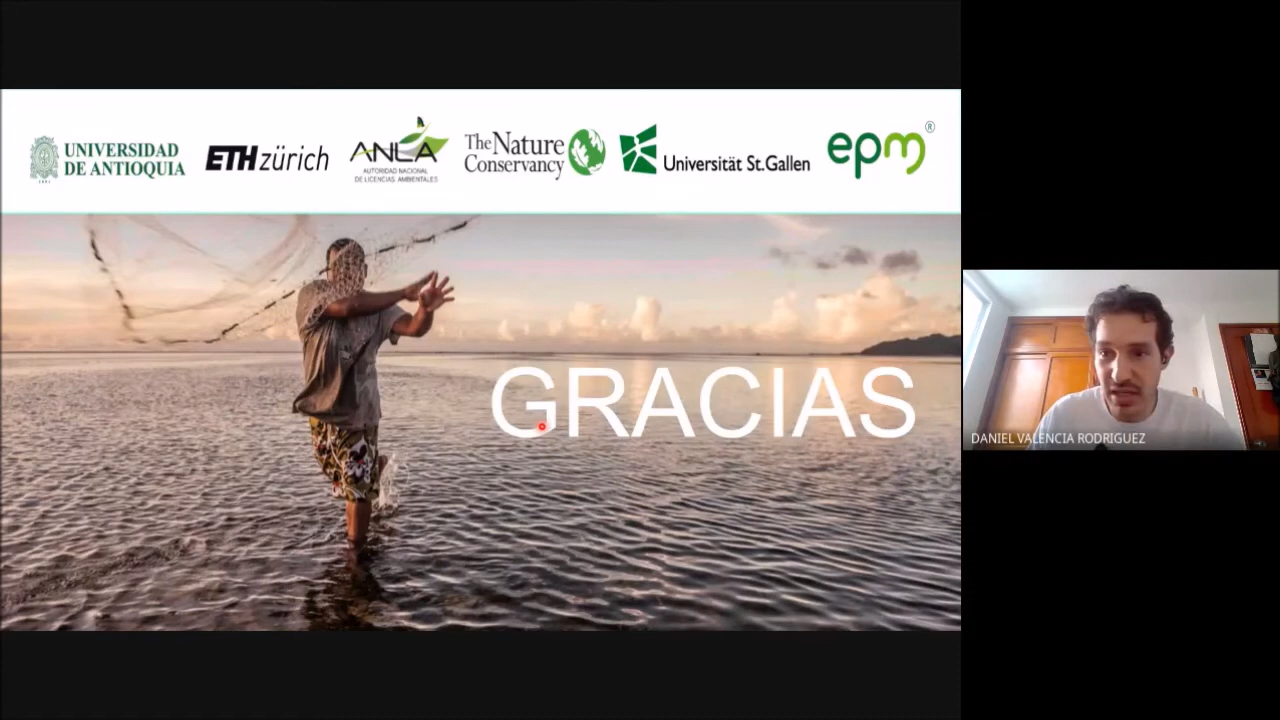 UNIVERSIDAD
DE ANTIOQUIA
1803
ETH zürich
ANLA
AUTORIDAD NACIONAL
DE LICENCIAS AMBIENTALES
The Nature
Conservancy
Universität St.Gallen
epm®
GRACIAS
DANIEL VALENCIA RODRIGUEZ